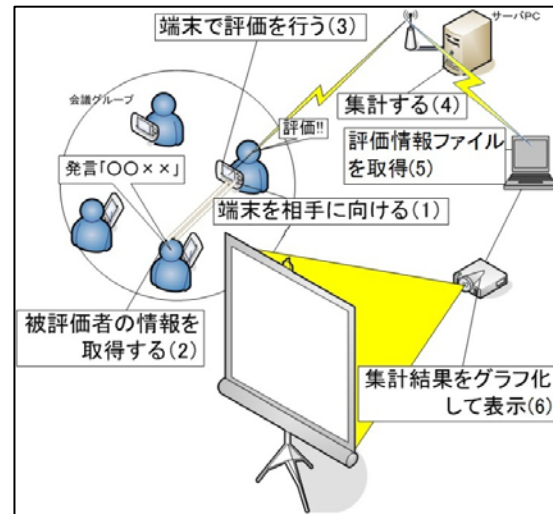 端末で評価を行う(3)
サーバPC
会議グループ
集計する(4)
評価!!
評価情報ファイル
を取得(5)
発言「〇〇××」
端末を相手に向ける(1)
被評価者の情報を
取得する(2)
集計結果をグラフ化
して表示(6)